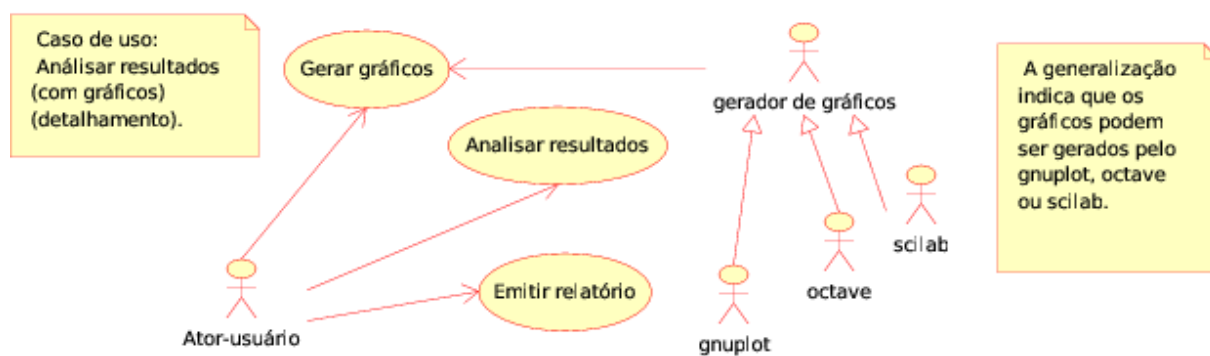 Caso de uso:
Análisar resultados
(com gráficos)
(detalhamento).
Gerar gráficos
Analisar resultados
Emitir relatório
Ator-usuário
gerador de gráficos
gnuplot
octave
scilab
A generalização
indica que os
gráficos podem
ser gerados pelo
gnuplot, octave
ou scilab.